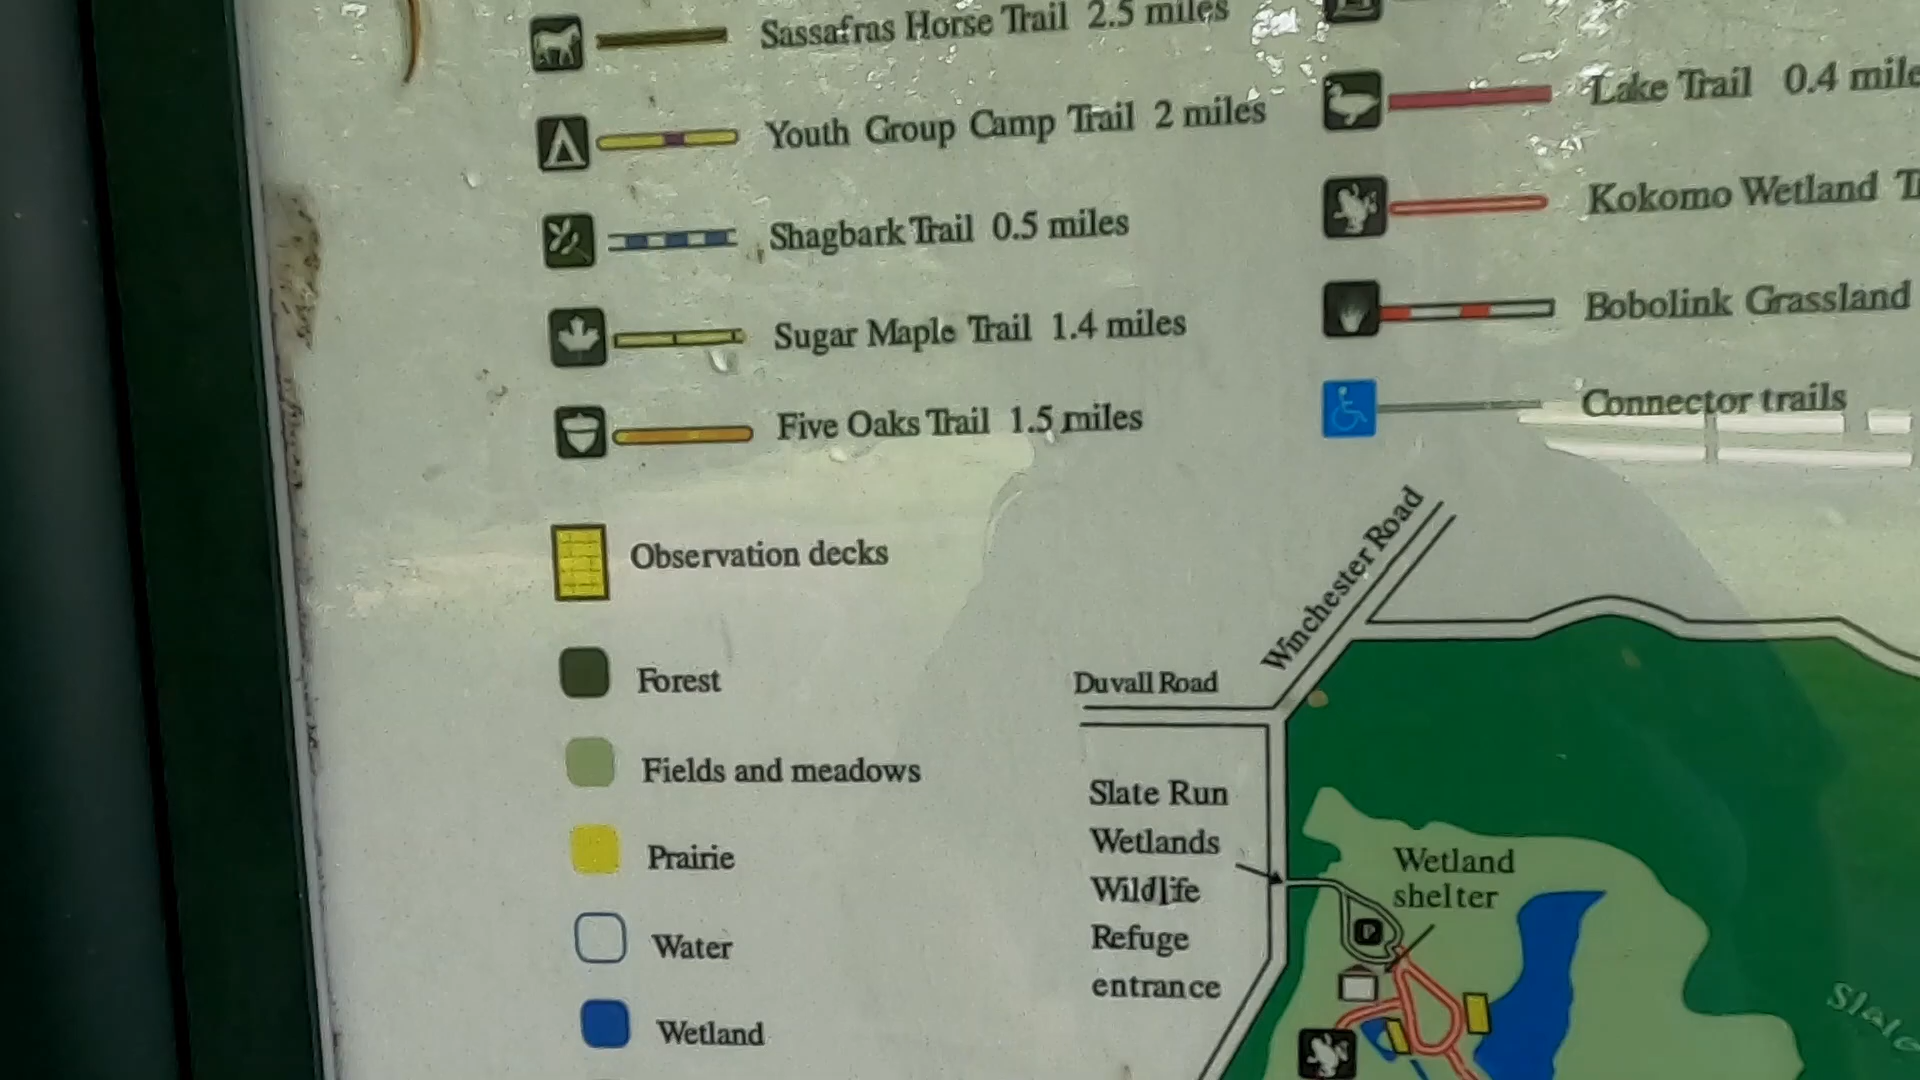 Sassafras Horse Trail 2.5 miles
Youth Group Camp Trail 2 miles
Shagbark Trail 0.5 miles
Sugar Maple Trail 1.4 miles
Five Oaks Trail 1.5 miles
Lake Trail 0.4
Kokomo Wetland
Bobolink Grassland
Connector trails
Observation decks
Forest
Fields and meadows
Prairie
Water
Wetland
Winchester Road
Duvall Road
Slate Run
Wetlands
Wildlife
Refuge
entrance
Wetland
shelter
P
Slate